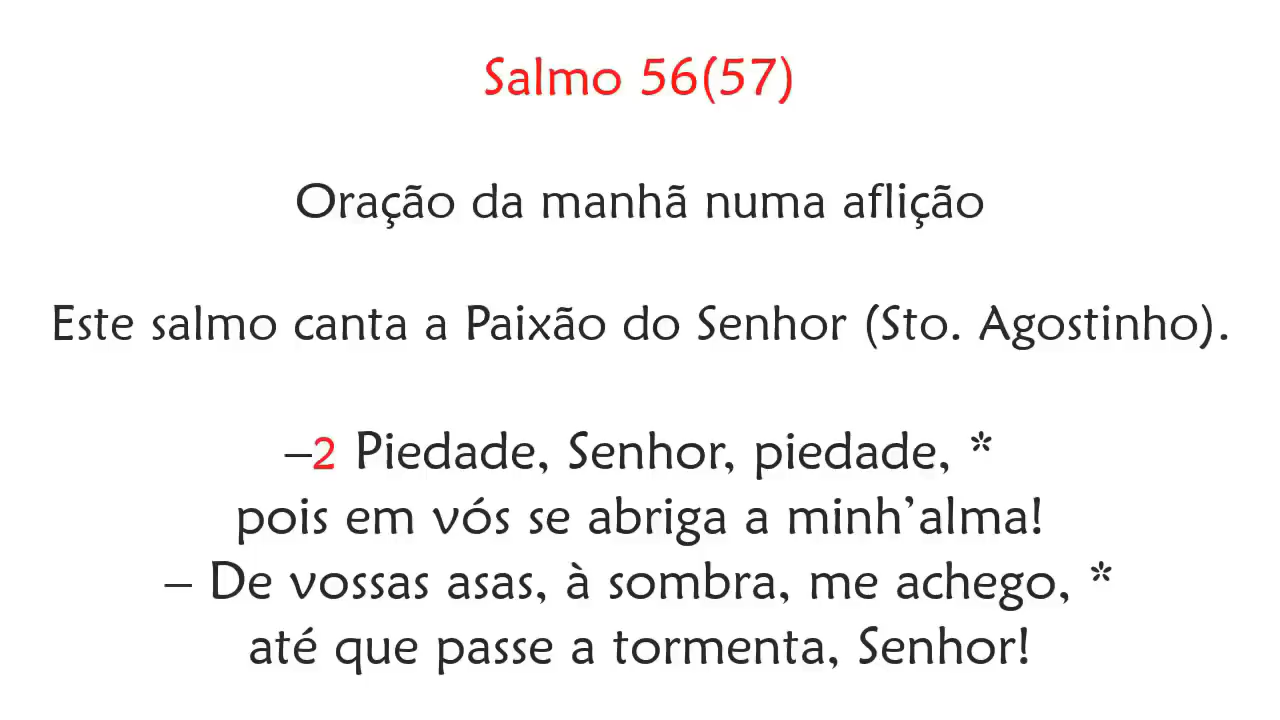 Salmo 56(57)
Oração da manhã numa aflição
Este salmo canta a Paixão do Senhor (Sto. Agostinho).
–2 Piedade, Senhor, piedade, *
pois em vós se abriga a minh’alma!
– De vossas asas, à sombra, me achego, *
até que passe a tormenta, Senhor!